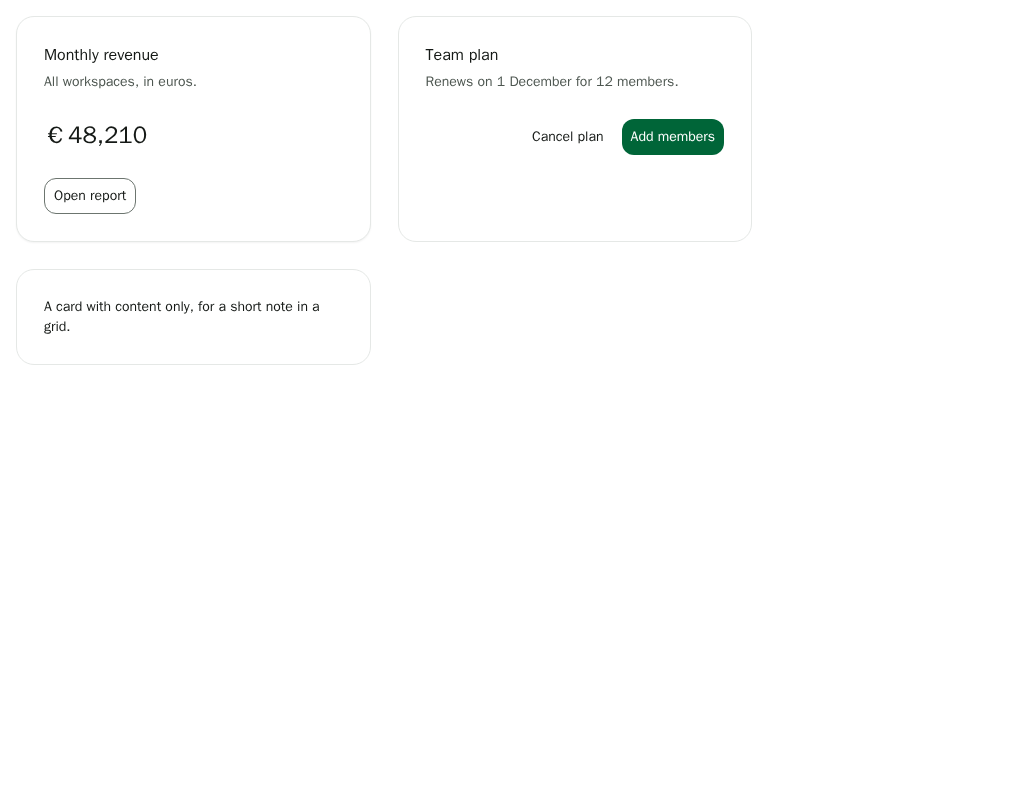 Monthly revenue
All workspaces, in euros.
€ 48,210
Open report
Team plan
Renews on 1 December for 12 members.
Cancel plan
Add members
A card with content only, for a short note in a
grid.